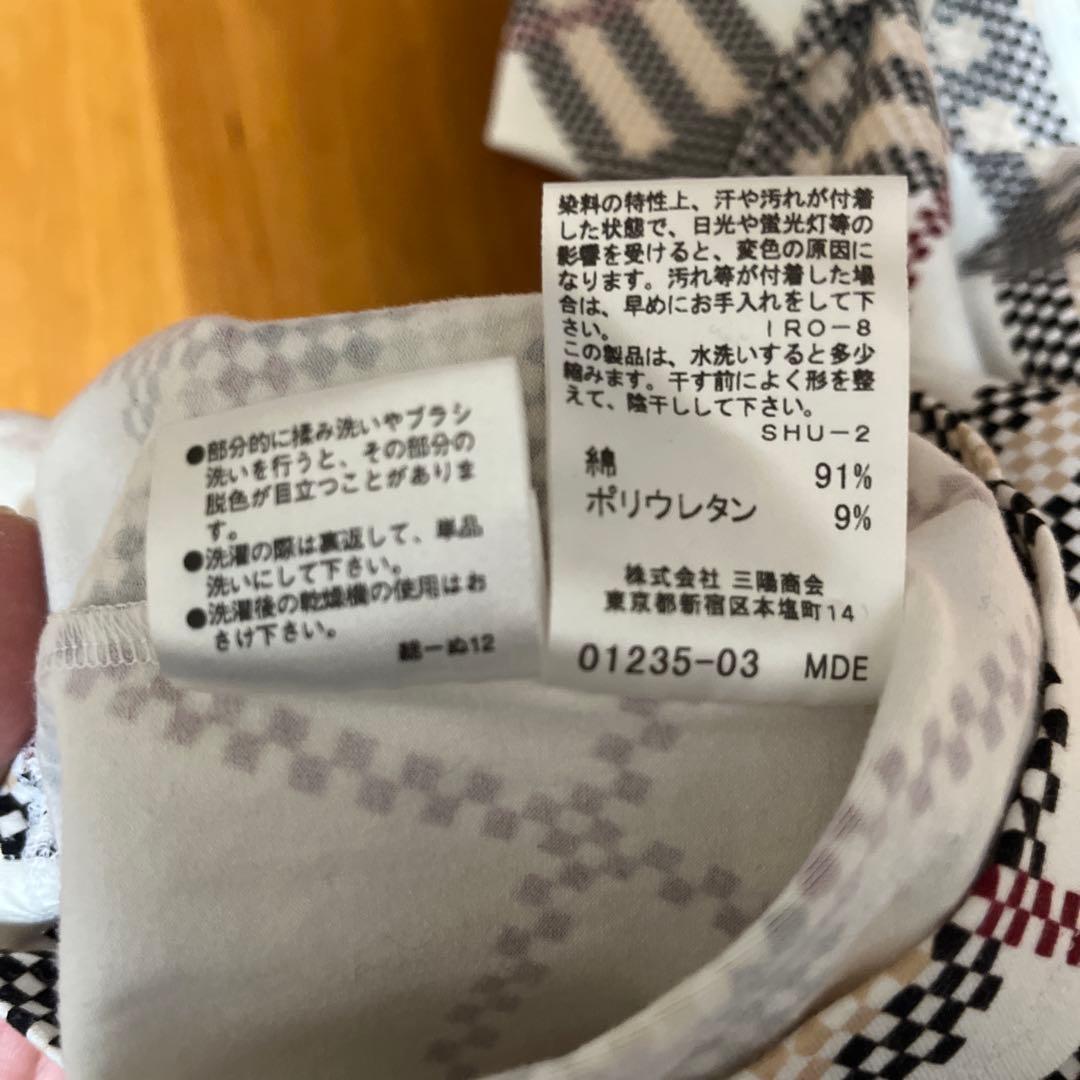 ●部分的に揉み洗いやブラシ
洗いを行うと、その部分の
脱色が目立つことがありま
す。
●洗濯の際は裏返して、単品
洗いにして下さい。
●洗濯後の乾燥機の使用はお
さけ下さい。
総ーぬ12
染料の特性上、汗や汚れが付着
した状態で、日光や蛍光灯等の
影響を受けると、変色の原因に
なります。汚れ等が付着した場
合は、早めにお手入れをして下
さい。
IRO-8
この製品は、水洗いすると多少
縮みます。干す前によく形を整
えて、陰干しして下さい。
SHU-2
綿 91%
ポリウレタン 9%
株式会社 三陽商会
東京都新宿区本塩町14
01235-03 MDE